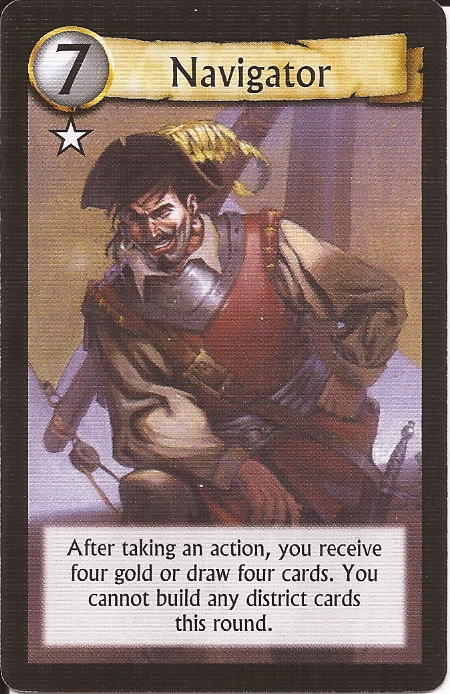 7
Navigator
After taking an action, you receive
four gold or draw four cards. You
cannot build any district cards
this round.